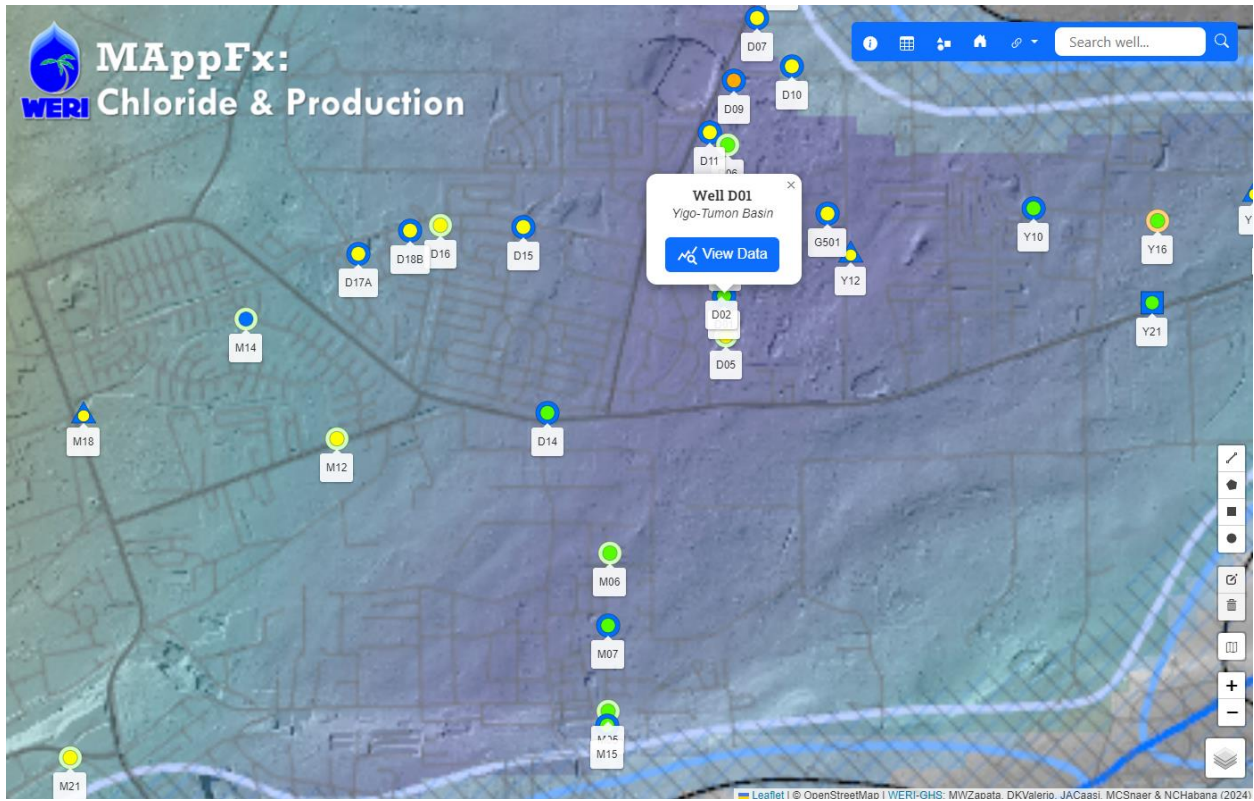 WERI
MAppFx:
Chloride & Production
Search well...
D07
D10
D09
D11
Well D01
Yigo-Tumon Basin
View Data
G501
Y12
Y10
Y16
Y21
D18B
D16
D15
D17A
M14
D02
D05
M18
D14
M12
M06
M07
M15
M21
+
−
Leaflet | © OpenStreetMap | WERI-GHS: MWZapata, DKValerio, JACaasi, MCSnaer & NCHabana (2024)